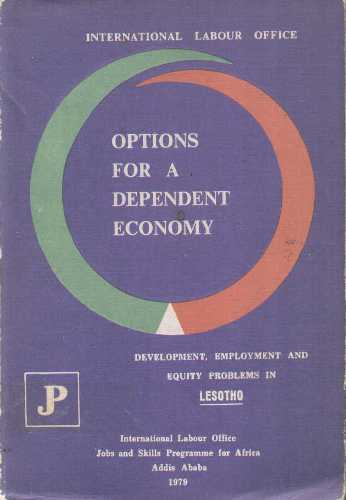 INTERNATIONAL LABOUR OFFICE
OPTIONS
FOR A
DEPENDENT
ECONOMY
DEVELOPMENT, EMPLOYMENT AND
EQUITY PROBLEMS IN
LESOTHO
JP
International Labour Office
Jobs and Skills Programme for Africa
Addis Ababa
1979